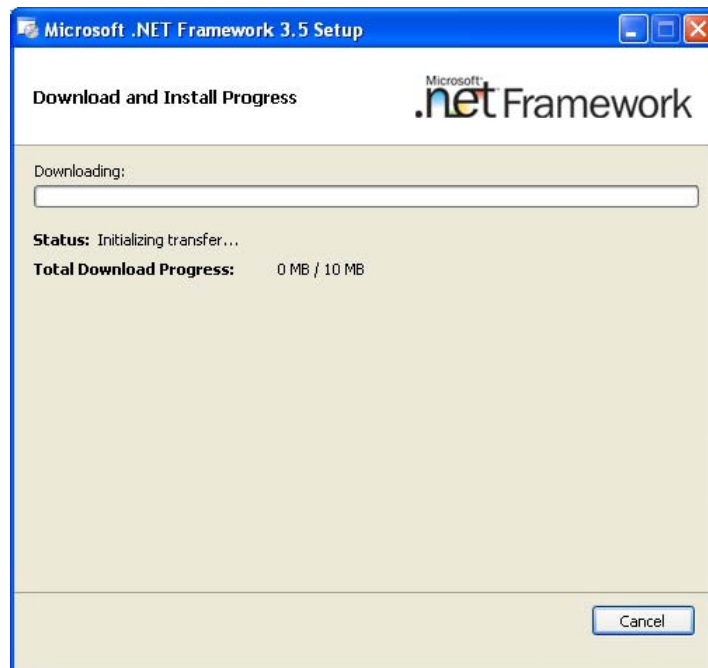 Microsoft .NET Framework 3.5 Setup
Download and Install Progress
Microsoft
.net Framework
Downloading:
Status: Initializing transfer...
Total Download Progress: 0 MB / 10 MB
Cancel